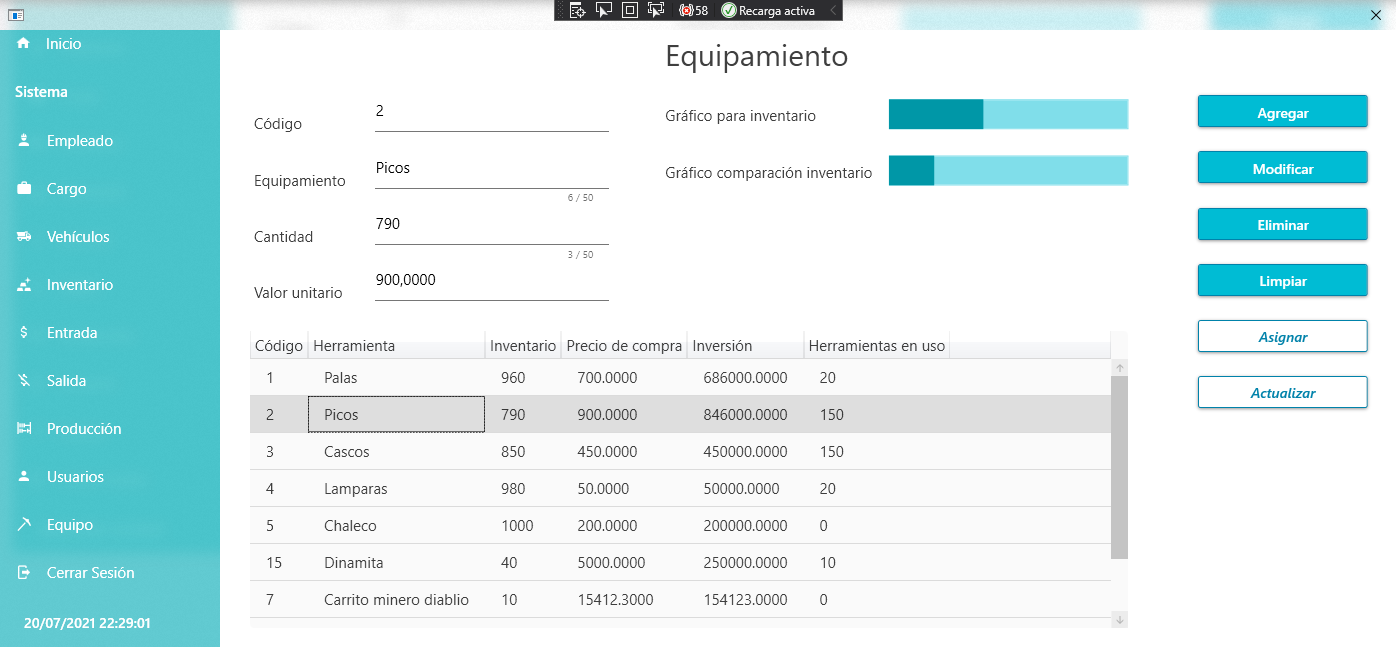 58 Recarga activa
Inicio
Sistema
Empleado
Cargo
Vehículos
Inventario
Entrada
Salida
Producción
Usuarios
Equipo
Cerrar Sesión
20/07/2021 22:29:01
Equipamiento
Código 2
Equipamiento Picos
6 / 50
Cantidad 790
3 / 50
Valor unitario 900,0000
Gráfico para inventario
Gráfico comparación inventario
Agregar
Modificar
Eliminar
Limpiar
Asignar
Actualizar
Código Herramienta Inventario Precio de compra Inversión Herramientas en uso
1 Palas 960 700.0000 686000.0000 20
2 Picos 790 900.0000 846000.0000 150
3 Cascos 850 450.0000 450000.0000 150
4 Lamparas 980 50.0000 50000.0000 20
5 Chaleco 1000 200.0000 200000.0000 0
15 Dinamita 40 5000.0000 250000.0000 10
7 Carrito minero diablio 10 15412.3000 154123.0000 0